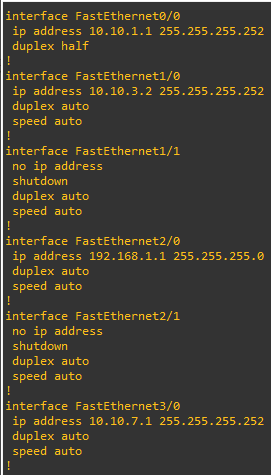 interface FastEthernet0/0
 ip address 10.10.1.1 255.255.255.252
 duplex half
!
interface FastEthernet1/0
 ip address 10.10.3.2 255.255.255.252
 duplex auto
 speed auto
!
interface FastEthernet1/1
 no ip address
 shutdown
 duplex auto
 speed auto
!
interface FastEthernet2/0
 ip address 192.168.1.1 255.255.255.0
 duplex auto
 speed auto
!
interface FastEthernet2/1
 no ip address
 shutdown
 duplex auto
 speed auto
!
interface FastEthernet3/0
 ip address 10.10.7.1 255.255.255.252
 duplex auto
 speed auto
!